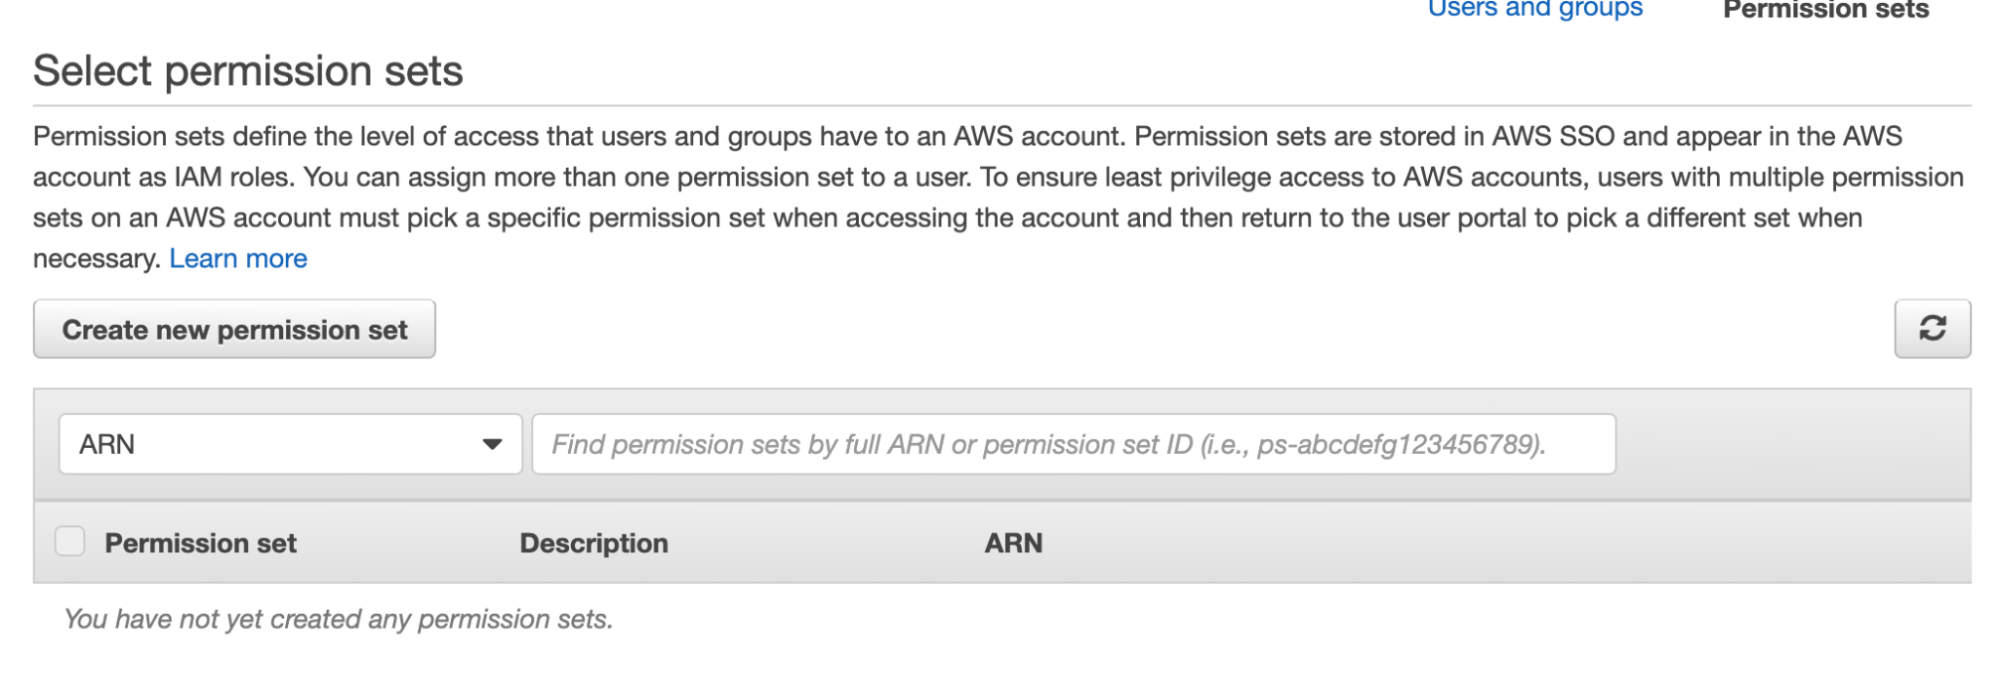 Users and groups Permission sets
Select permission sets
Permission sets define the level of access that users and groups have to an AWS account. Permission sets are stored in AWS SSO and appear in the AWS
account as IAM roles. You can assign more than one permission set to a user. To ensure least privilege access to AWS accounts, users with multiple permission
sets on an AWS account must pick a specific permission set when accessing the account and then return to the user portal to pick a different set when
necessary. Learn more
Create new permission set
ARN Find permission sets by full ARN or permission set ID (i.e., ps-abcdefg123456789).
Permission set Description ARN
You have not yet created any permission sets.